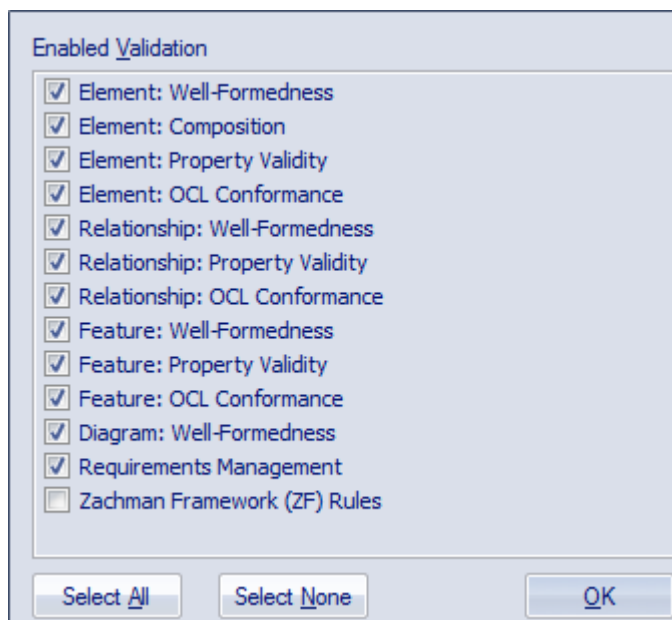 Enabled Validation
Element: Well-Formedness
Element: Composition
Element: Property Validity
Element: OCL Conformance
Relationship: Well-Formedness
Relationship: Property Validity
Relationship: OCL Conformance
Feature: Well-Formedness
Feature: Property Validity
Feature: OCL Conformance
Diagram: Well-Formedness
Requirements Management
Zachman Framework (ZF) Rules
Select All Select None OK